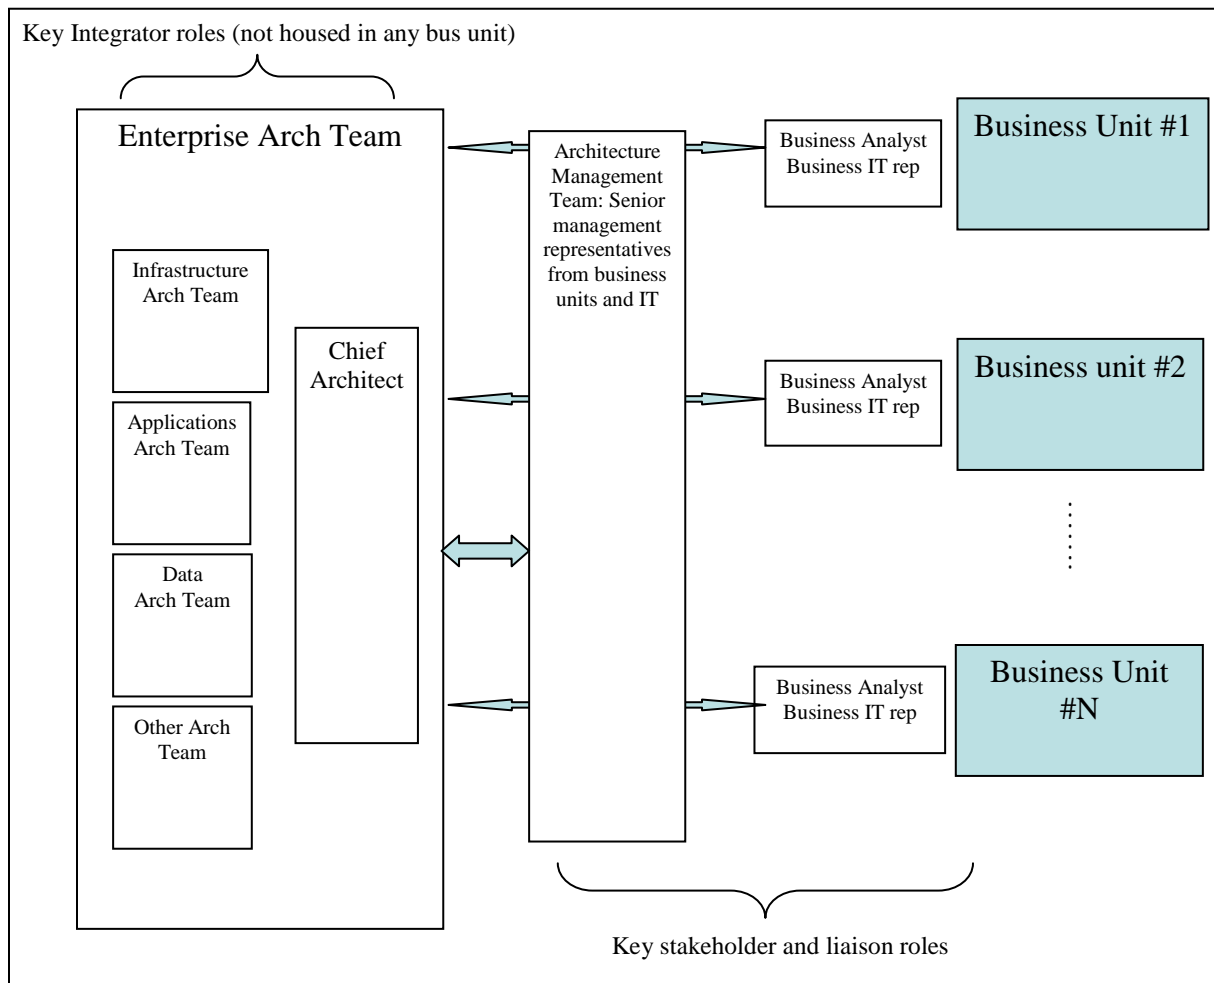 Key Integrator roles (not housed in any bus unit)
Enterprise Arch Team
Infrastructure
Arch Team
Applications
Arch Team
Data
Arch Team
Other Arch
Team
Chief
Architect
Architecture
Management
Team: Senior
management
representatives
from business
units and IT
Business Analyst
Business IT rep
Business Unit #1
Business Analyst
Business IT rep
Business unit #2
Business Analyst
Business IT rep
Business Unit
#N
Key stakeholder and liaison roles